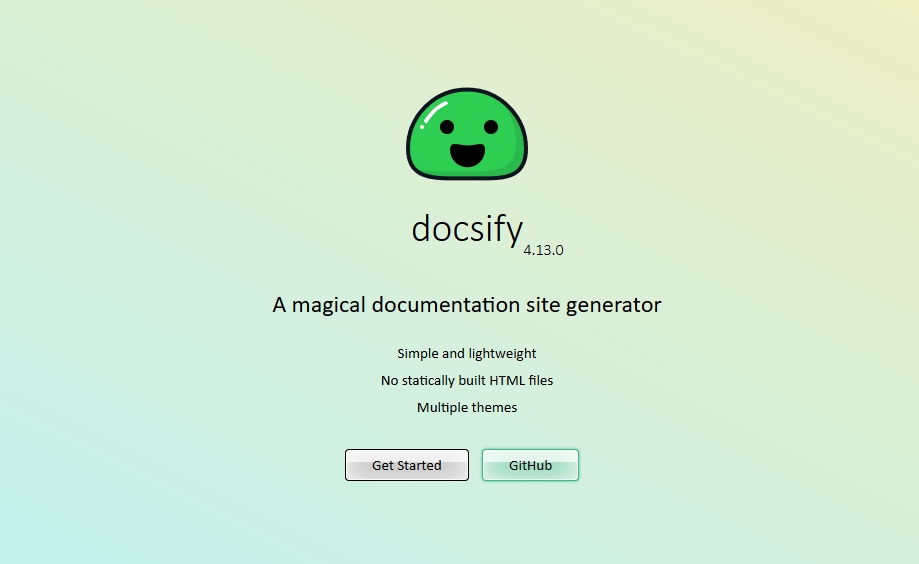 docsify 4.13.0
A magical documentation site generator
Simple and lightweight
No statically built HTML files
Multiple themes
Get Started GitHub